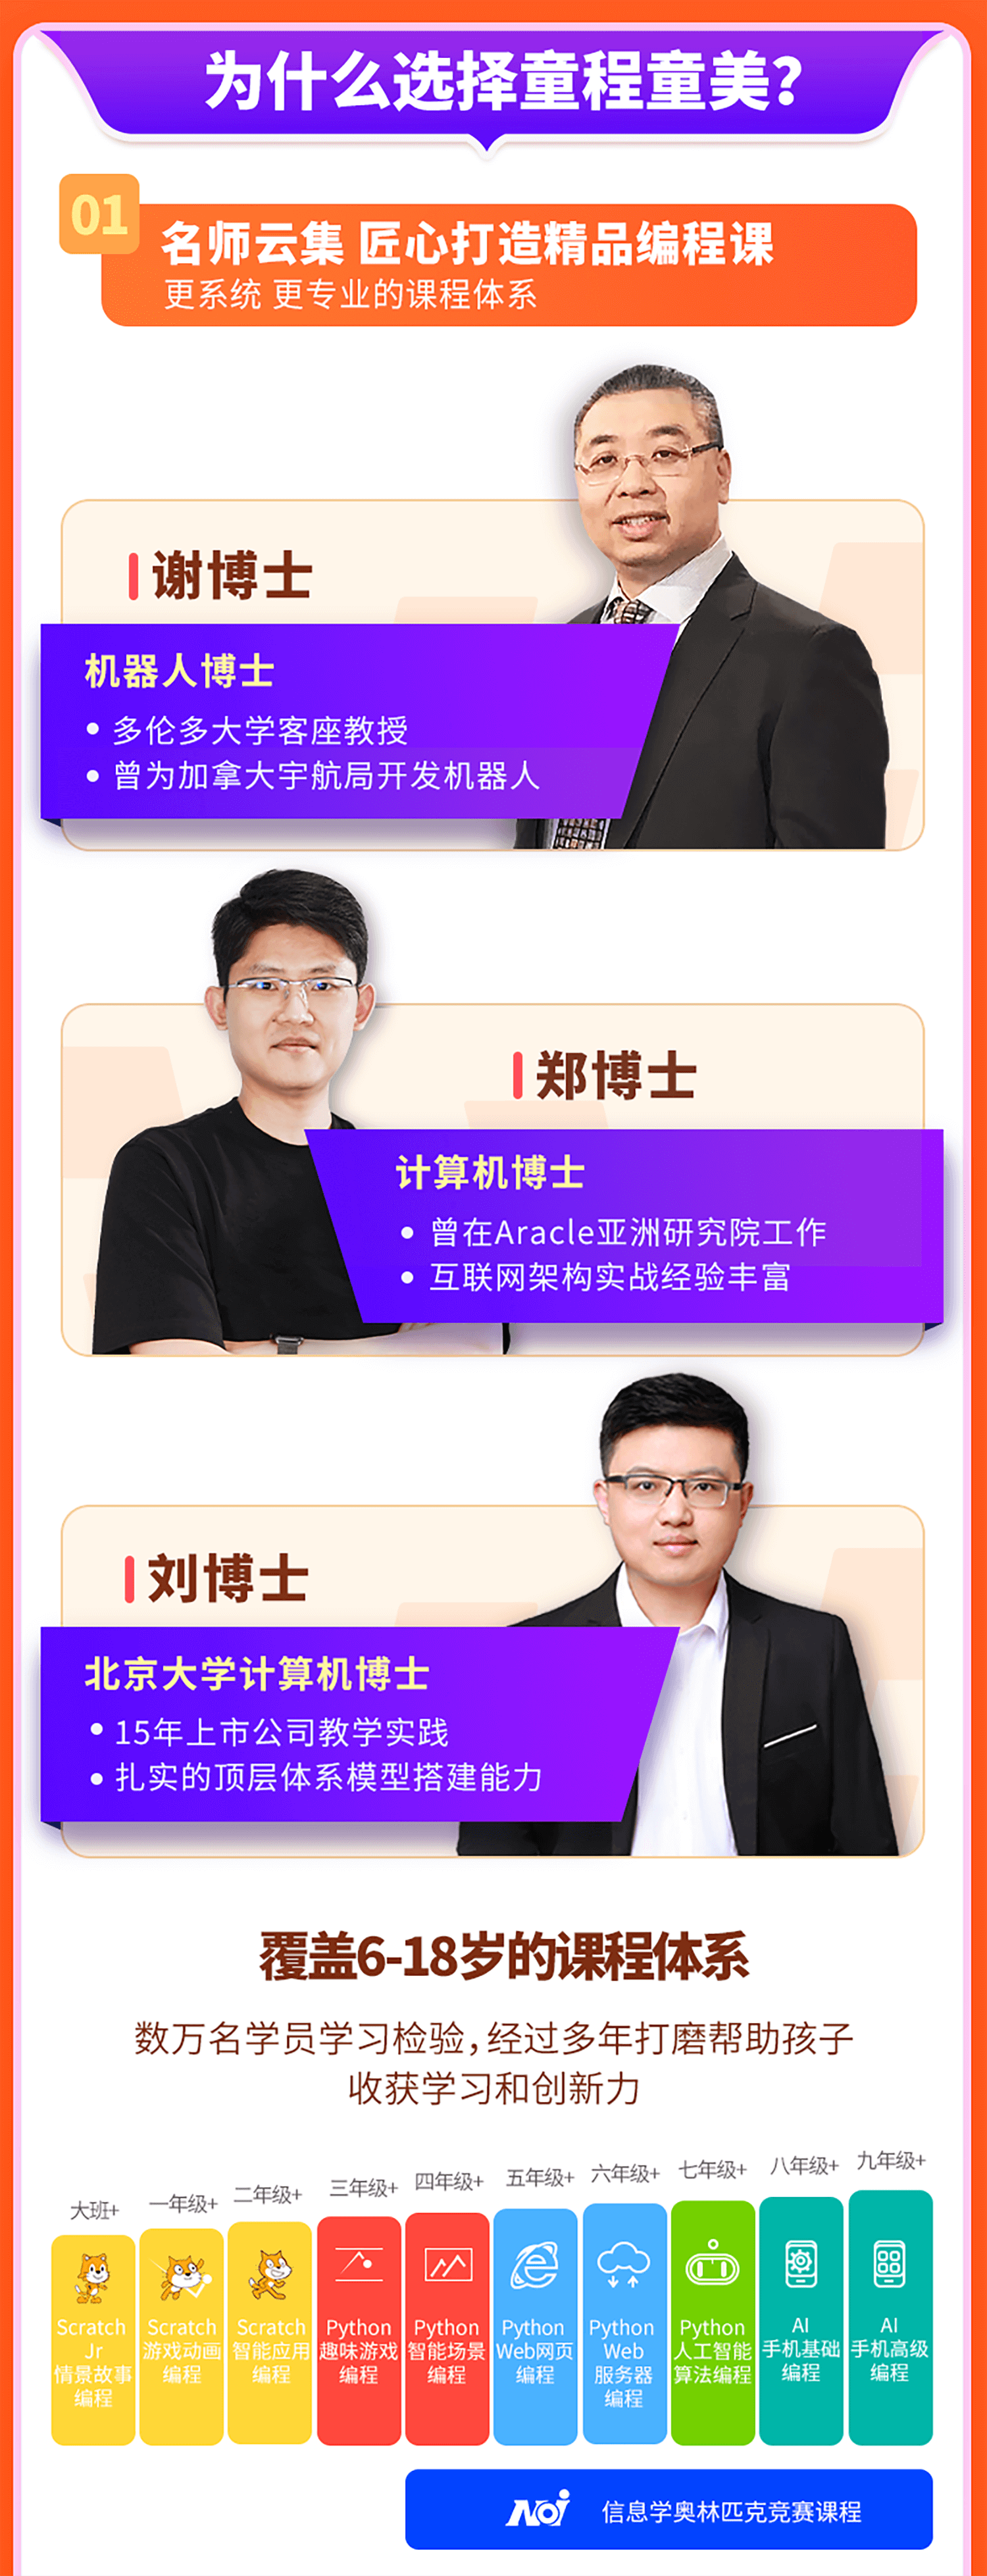 为什么选择童程童美?
01
名师云集 匠心打造精品编程课
更系统 更专业的课程体系
谢博士
机器人博士
• 多伦多大学客座教授
• 曾为加拿大宇航局开发机器人
郑博士
计算机博士
• 曾在Aracle亚洲研究院工作
• 互联网架构实战经验丰富
刘博士
北京大学计算机博士
• 15年上市公司教学实践
• 扎实的顶层体系模型搭建能力
覆盖6-18岁的课程体系
数万名学员学习检验，经过多年打磨帮助孩子
收获学习和创新力
大班+
Scratch
Jr
情景故事
编程
一年级+
Scratch
游戏动画
编程
二年级+
Scratch
智能应用
编程
三年级+
Python
趣味游戏
编程
四年级+
Python
智能场景
编程
五年级+
Python
Web网页
编程
六年级+
Python
Web
服务器
编程
七年级+
Python
人工智能
算法编程
八年级+
AI
手机基础
编程
九年级+
AI
手机高级
编程
NOI 信息学奥林匹克竞赛课程